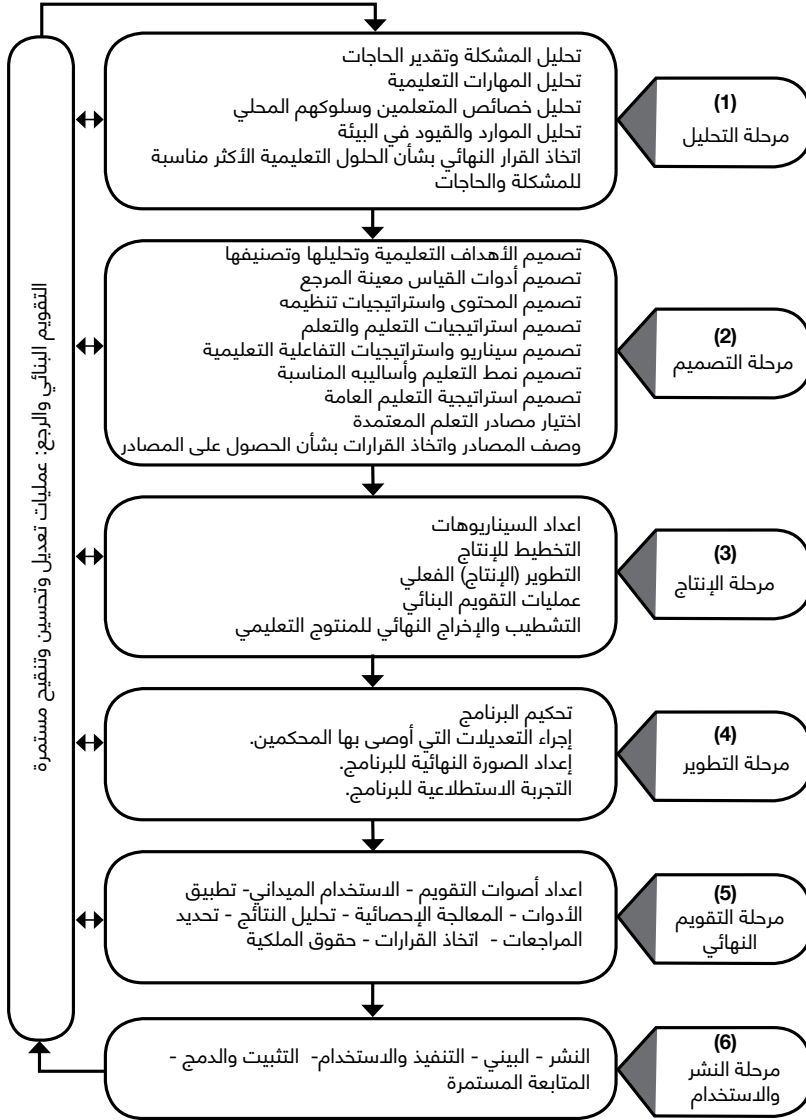 (1)
مرحلة التحليل
تحليل المشكلة وتقدير الحاجات
تحليل المهارات التعليمية
تحليل خصائص المتعلمين وسلوكهم المحلي
تحليل الموارد والقيود في البيئة
اتخاذ القرار النهائي بشأن الحلول التعليمية الأكثر مناسبة
للمشكلة والحاجات
(2)
مرحلة التصميم
تصميم الأهداف التعليمية وتحليلها وتصنيفها
تصميم أدوات القياس معينة المرجع
تصميم المحتوى واستراتيجيات تنظيمه
تصميم استراتيجيات التعليم والتعلم
تصميم سيناريو واستراتيجيات التفاعلية التعليمية
تصميم نمط التعليم وأساليبه المناسبة
تصميم استراتيجية التعليم العامة
اختيار مصادر التعلم المعتمدة
وصف المصادر واتخاذ القرارات بشأن الحصول على المصادر
(3)
مرحلة الإنتاج
اعداد السيناريوهات
التخطيط للإنتاج
التطوير (الإنتاج) الفعلي
عمليات التقويم البنائي
التشطيب والإخراج النهائي للمنتوج التعليمي
(4)
مرحلة التطوير
تحكيم البرنامج
إجراء التعديلات التي أوصى بها المحكمين.
إعداد الصورة النهائية للبرنامج.
التجربة الاستطلاعية للبرنامج.
(5)
مرحلة التقويم
النهائي
اعداد أصوات التقويم - الاستخدام الميداني- تطبيق
الأدوات - المعالجة الإحصائية - تحليل النتائج - تحديد
المراجعات - اتخاذ القرارات - حقوق الملكية
(6)
مرحلة النشر
والاستخدام
النشر - البيني - التنفيذ والاستخدام- التثبيت والدمج -
المتابعة المستمرة
التقويم البنائي والرجع: عمليات تعديل وتحسين وتنقيح مستمرة